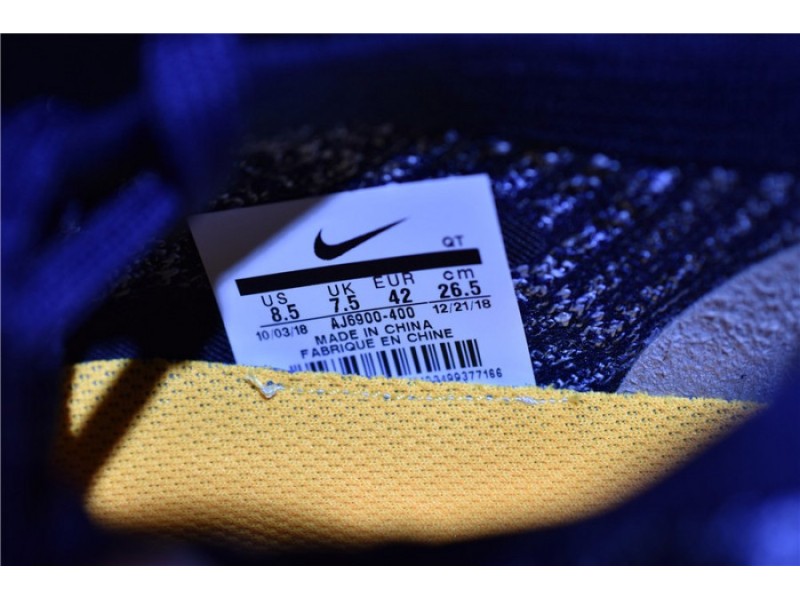 QT
US UK EUR cm
8.5 7.5 42 26.5
10/03/18 AJ6900-400 12/21/18
MADE IN CHINA
FABRIQUE EN CHINE